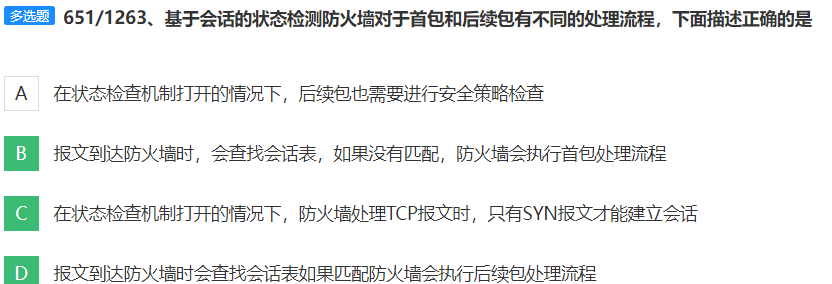 多选题 651/1263、基于会话的状态检测防火墙对于首包和后续包有不同的处理流程，下面描述正确的是
A 在状态检查机制打开的情况下，后续包也需要进行安全策略检查
B 报文到达防火墙时，会查找会话表，如果没有匹配，防火墙会执行首包处理流程
C 在状态检查机制打开的情况下，防火墙处理TCP报文时，只有SYN报文才能建立会话
D 报文到达防火墙时会查找会话表如果匹配防火墙会执行后续包处理流程